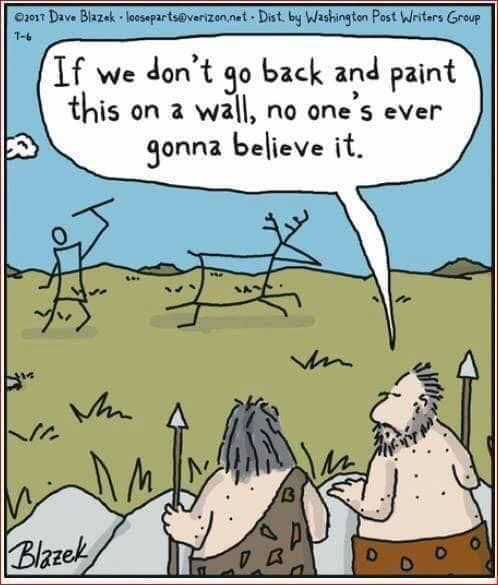 ©2017 Dave Blazek • looseparts@verizon.net • Dist. by Washington Post Writers Group
7-6
If we don't go back and paint
this on a wall, no one's ever
gonna believe it.
Blazek